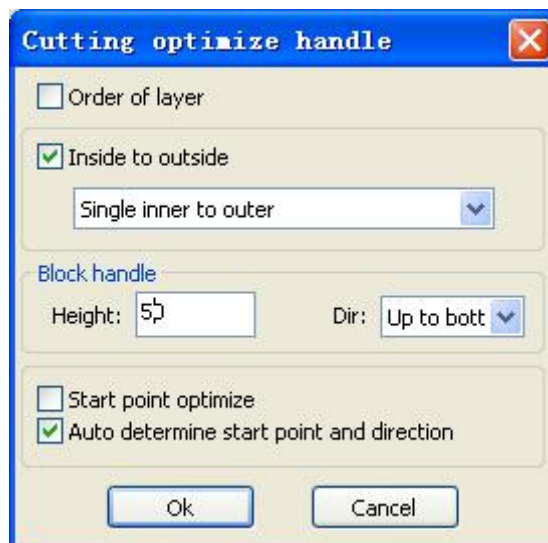 Cutting optimize handle
Order of layer
Inside to outside
Single inner to outer
Block handle
Height:
Dir: Up to bott
Start point optimize
Auto determine start point and direction
Ok Cancel